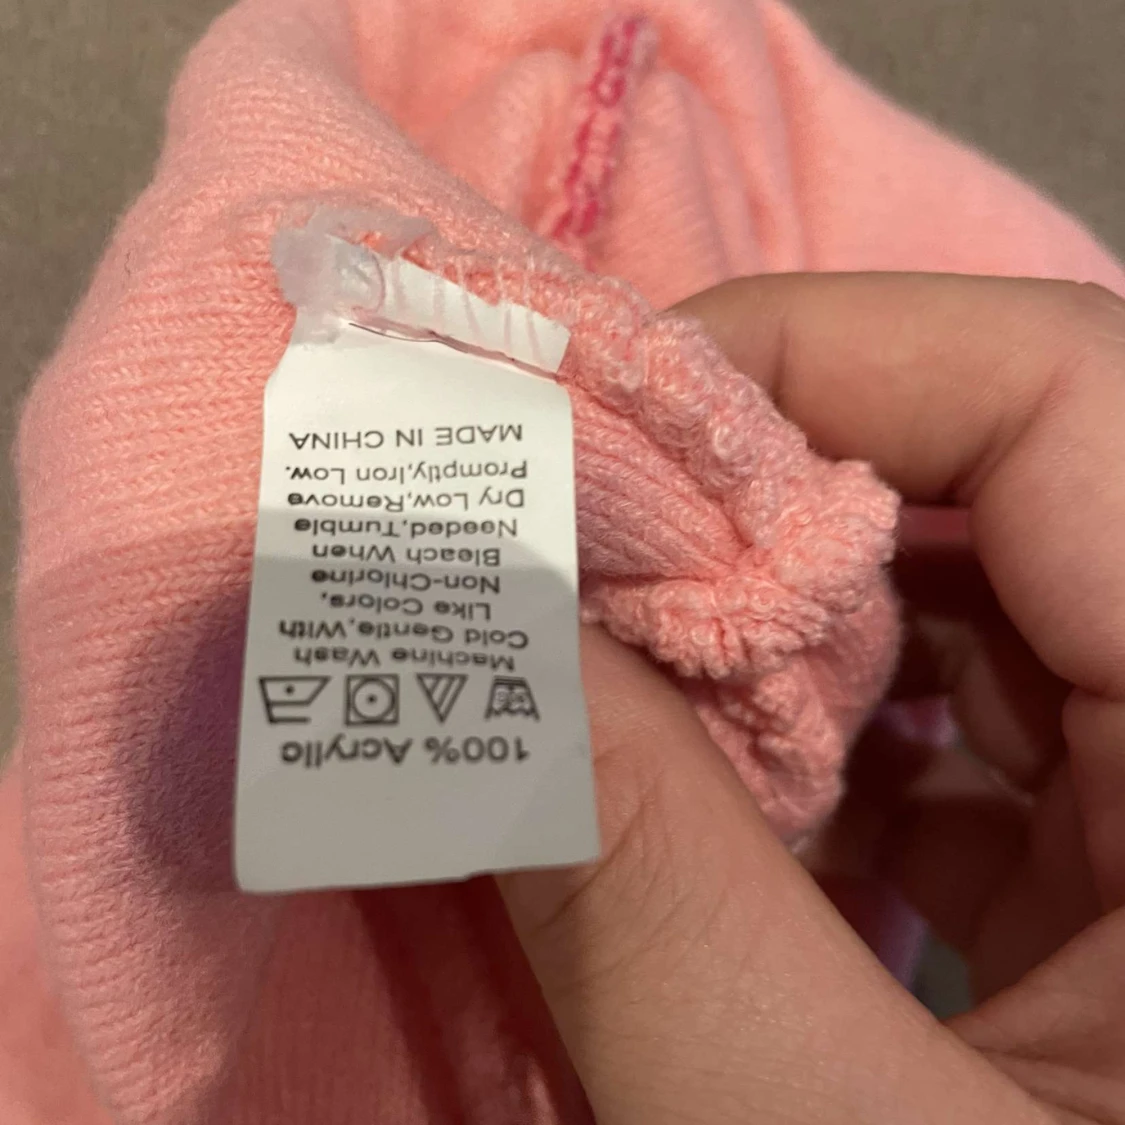 100% Acrylic
Machine Wash
Cold Gentle,With
Like Colors,
Non-Chlorine
Bleach When
Needed,Tumble
Dry Low,Remove
Promptly,Iron Low.
MADE IN CHINA